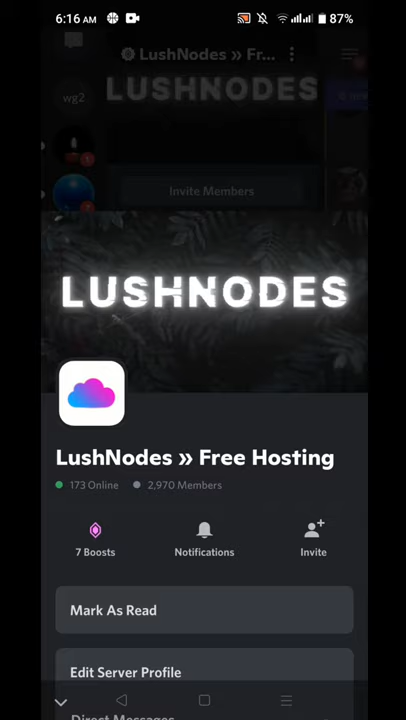 6:16 AM
87%
LushNodes » Fr...
LUSHNODES
wg2
1
Invite Members
LUSHNODES
LushNodes » Free Hosting
173 Online
2,970 Members
7 Boosts
Notifications
Invite
Mark As Read
Edit Server Profile
Direct Messages